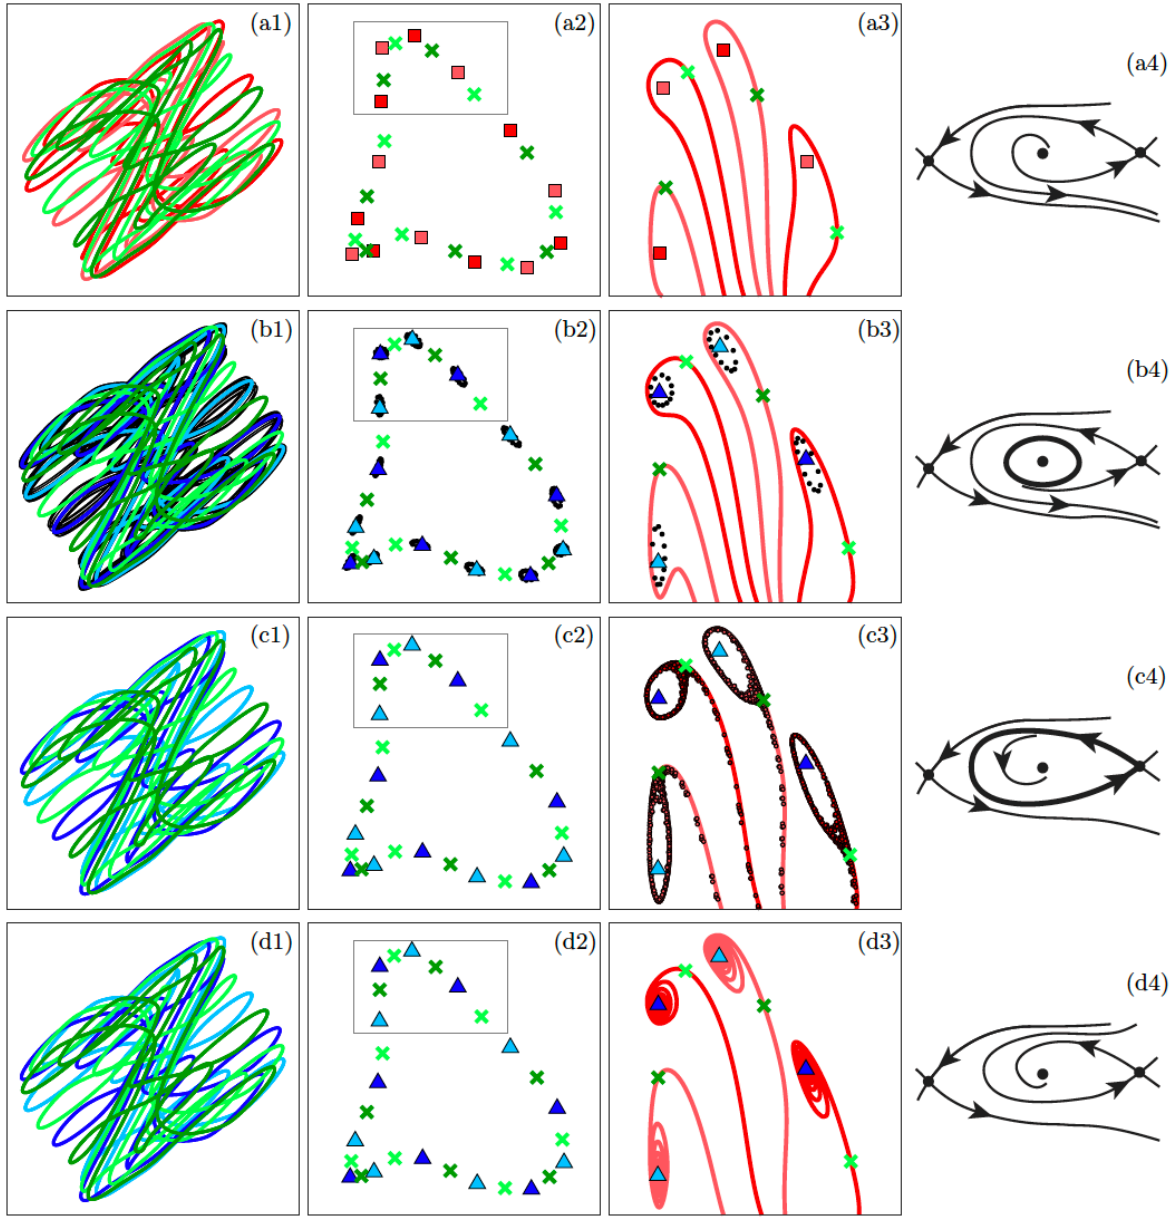 (a1) (a2) (a3) (a4)
(b1) (b2) (b3) (b4)
(c1) (c2) (c3) (c4)
(d1) (d2) (d3) (d4)